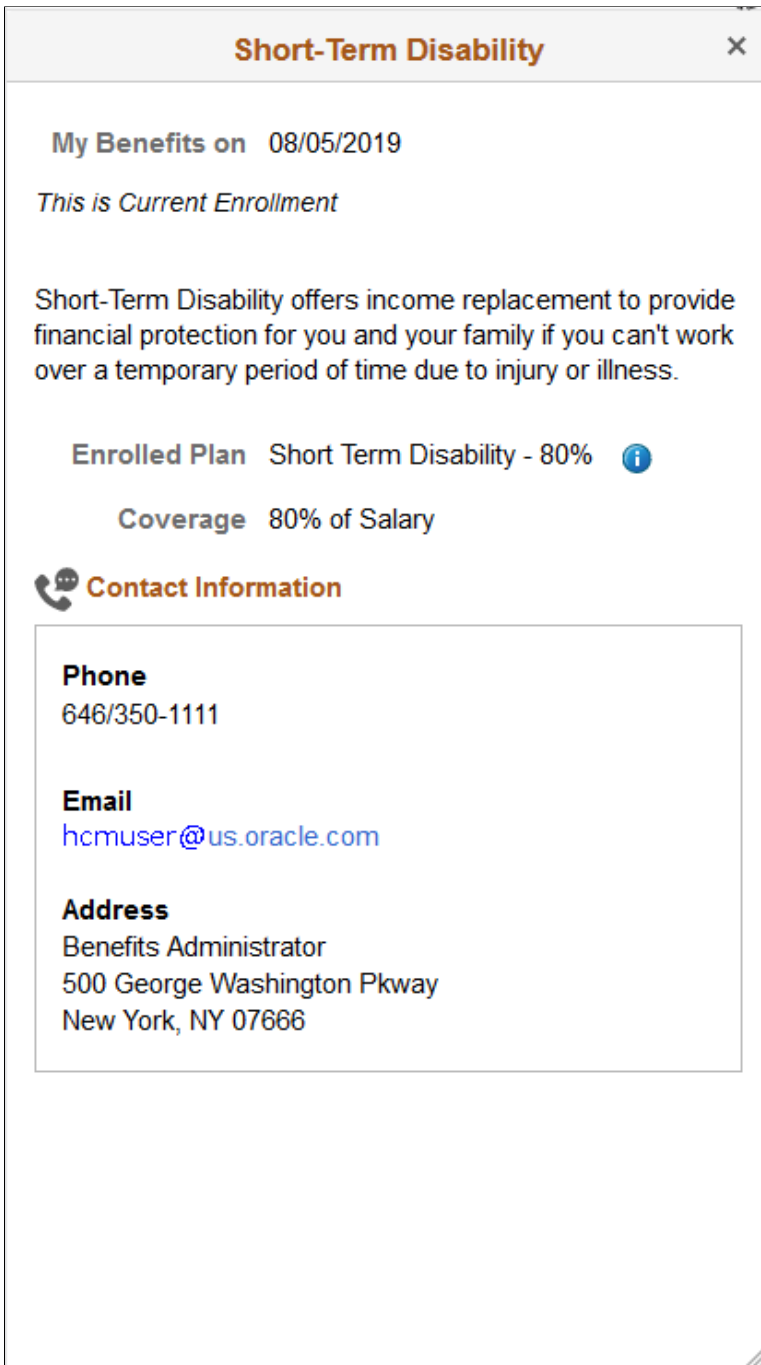 Short-Term Disability ×
My Benefits on 08/05/2019
This is Current Enrollment
Short-Term Disability offers income replacement to provide
financial protection for you and your family if you can't work
over a temporary period of time due to injury or illness.
Enrolled Plan Short Term Disability - 80%
Coverage 80% of Salary
Contact Information
Phone
646/350-1111
Email
hcmuser@us.oracle.com
Address
Benefits Administrator
500 George Washington Pkway
New York, NY 07666